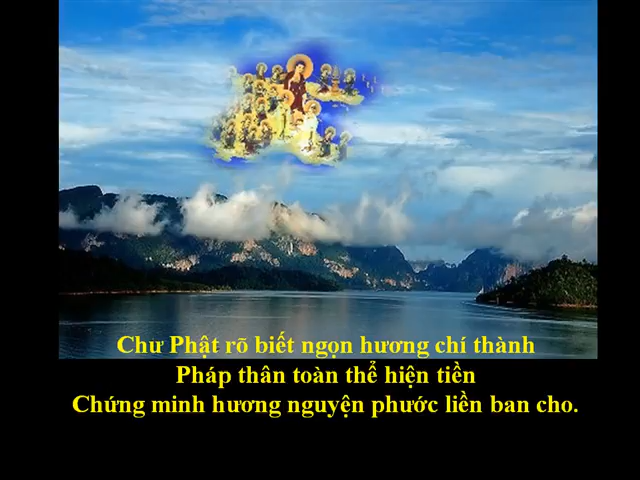 Chư Phật rõ biết ngọn hương chí thành
Pháp thân toàn thể hiện tiền
Chứng minh hương nguyện phước liền ban cho.